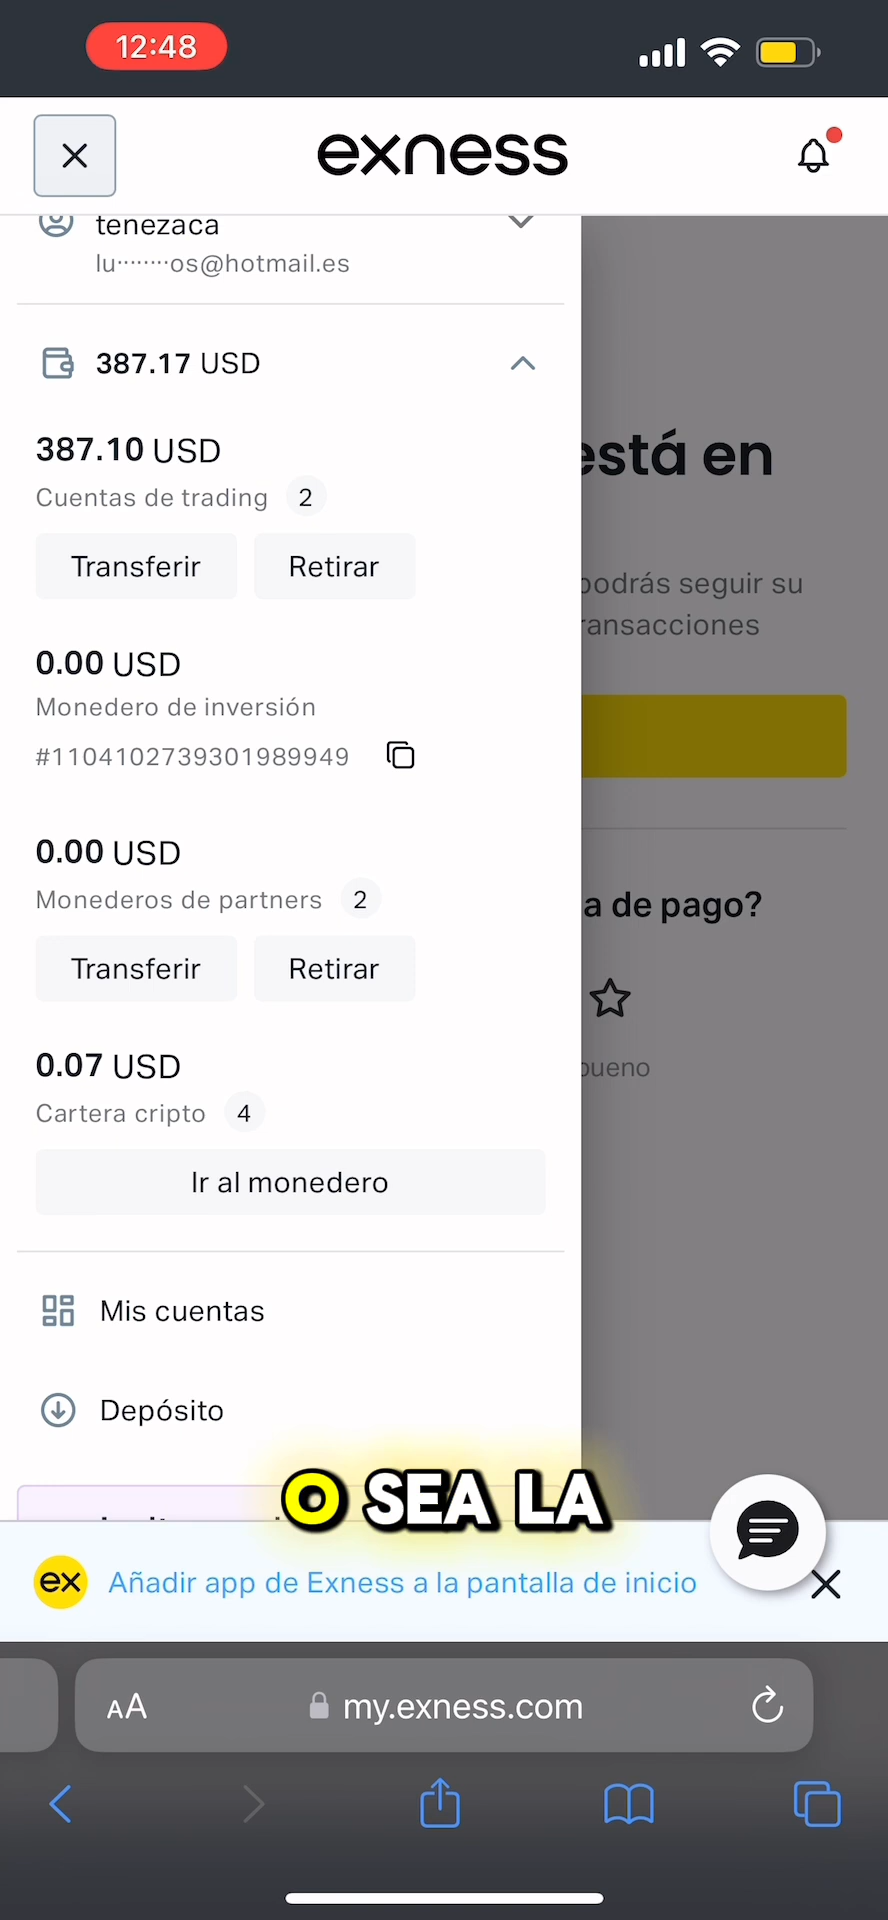 12:48
exness
tenezaca
lu········os@hotmail.es
387.17 USD
387.10 USD
Cuentas de trading 2
Transferir Retirar
0.00 USD
Monedero de inversión
#1104102739301989949
0.00 USD
Monederos de partners 2
Transferir Retirar
0.07 USD
Cartera cripto 4
Ir al monedero
Mis cuentas
Depósito
está en
podrás seguir su
transacciones
a de pago?
bueno
O SEA LA
ex Añadir app de Exness a la pantalla de inicio
AA my.exness.com